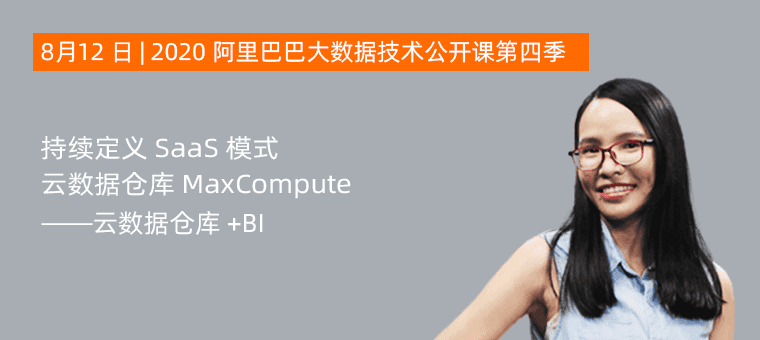 8月12 日 | 2020 阿里巴巴大数据技术公开课第四季
持续定义 SaaS 模式
云数据仓库 MaxCompute
——云数据仓库 +BI